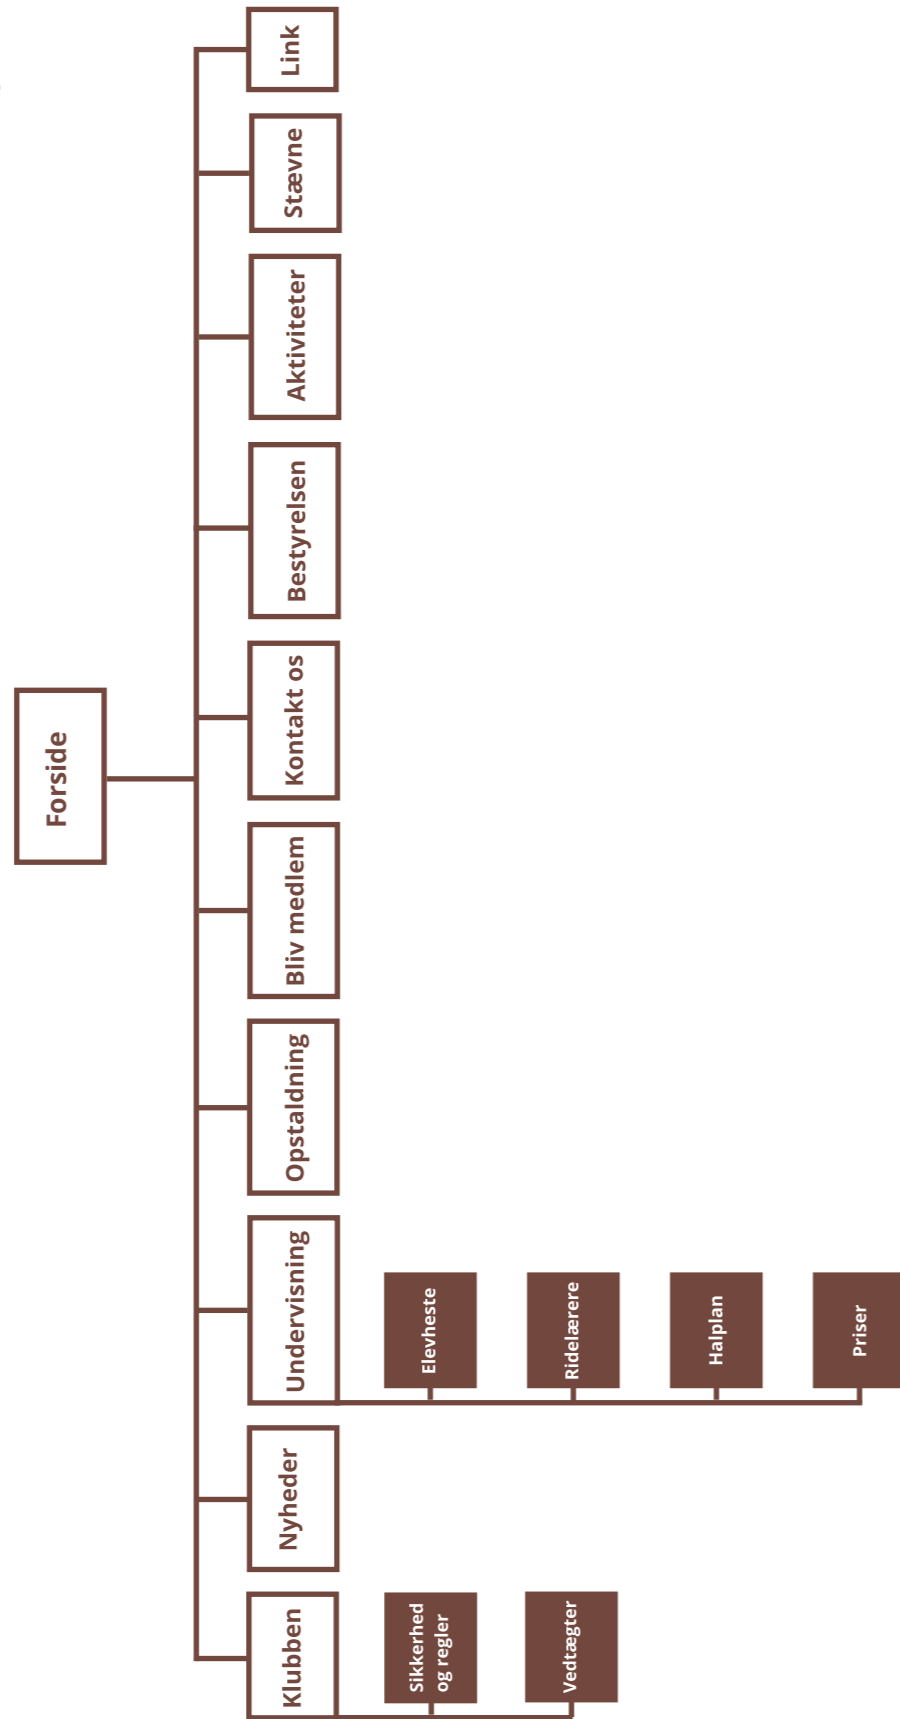 Forside
Klubben
Nyheder
Undervisning
Opstaldning
Bliv medlem
Kontakt os
Bestyrelsen
Aktiviteter
Stævne
Link
Sikkerhed
og regler
Vedtægter
Elevheste
Ridelærere
Halplan
Priser